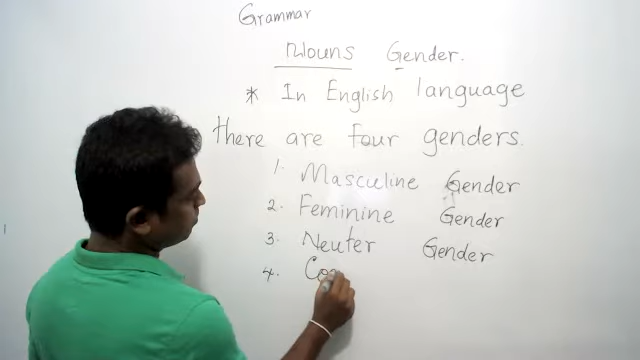 Grammar
Nouns Gender.
* In English language
there are four genders.
1. Masculine Gender
2. Feminine Gender
3. Neuter Gender
4. Co